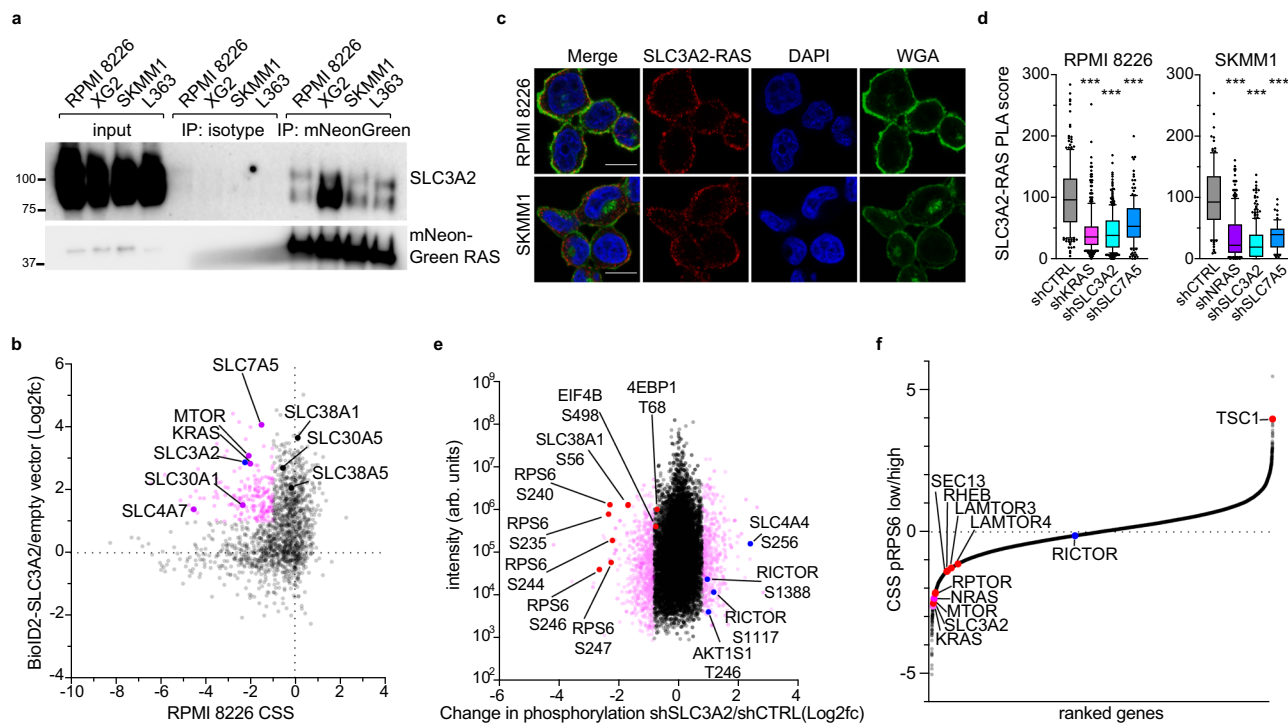 a
RPMI 8226
XG2
SKMM1
L363
RPMI 8226
XG2
SKMM1
L363
RPMI 8226
XG2
SKMM1
L363
input
IP: isotype
IP: mNeonGreen
100
75
SLC3A2
37
mNeon-
Green RAS
c
Merge
SLC3A2-RAS
DAPI
WGA
RPMI 8226
SKMM1
d
RPMI 8226
SKMM1
SLC3A2-RAS PLA score
300
200
100
0
***
***
***
shCTRL
shKRAS
shSLC3A2
shSLC7A5
300
200
100
0
***
***
***
shCTRL
shNRAS
shSLC3A2
shSLC7A5
b
BioID2-SLC3A2/empty vector (Log2fc)
6
4
2
0
-2
-4
SLC7A5
MTOR
KRAS
SLC3A2
SLC30A1
SLC4A7
SLC38A1
SLC30A5
SLC38A5
-10
-8
-6
-4
-2
0
2
4
RPMI 8226 CSS
e
intensity (arb. units)
10⁹
10⁸
10⁷
10⁶
10⁵
10⁴
10³
10²
4EBP1
T68
EIF4B
S498
SLC38A1
S56
RPS6
S240
RPS6
S235
RPS6
S244
RPS6
S246
RPS6
S247
SLC4A4
S256
RICTOR
S1388
RICTOR
S1117
AKT1S1
T246
-4
-2
0
2
4
Change in phosphorylation shSLC3A2/shCTRL(Log2fc)
f
CSS pRPS6 low/high
5
0
-5
TSC1
SEC13
RHEB
LAMTOR3
LAMTOR4
RICTOR
RPTOR
NRAS
MTOR
SLC3A2
KRAS
ranked genes